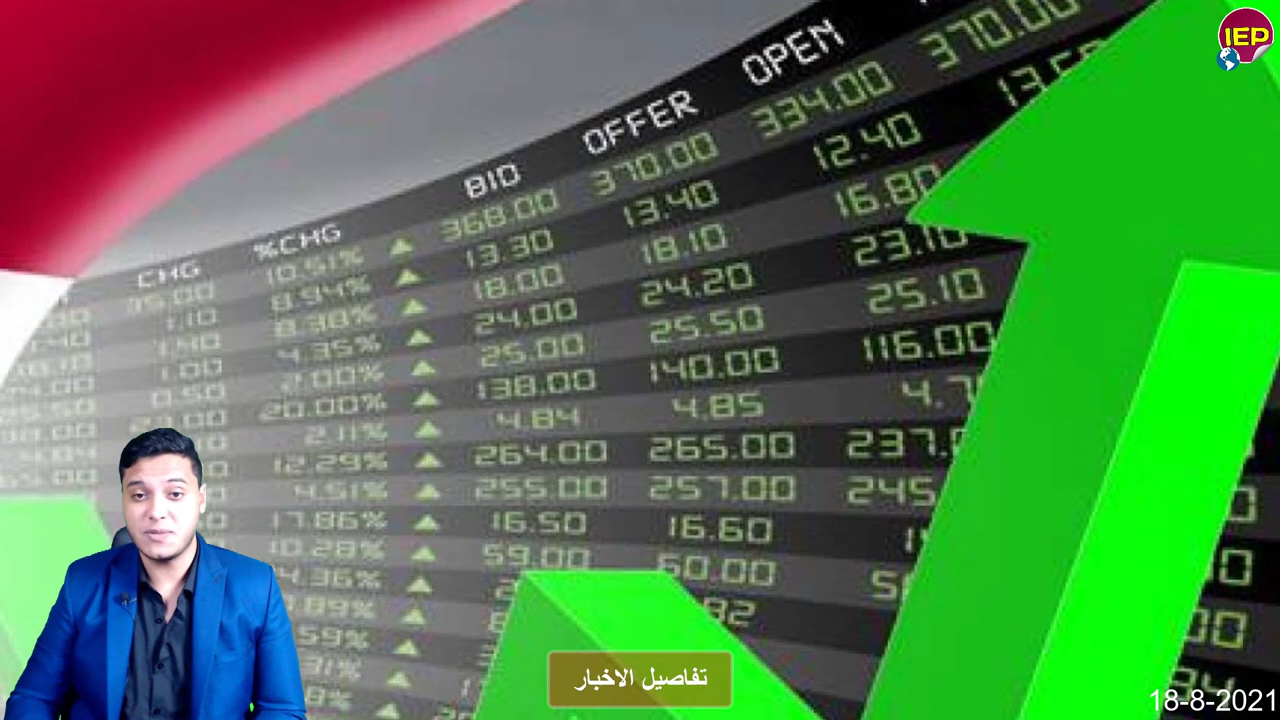 IEP
OPEN
OFFER
BID
%CHG
CHG
35.00 10.51% 368.00 370.00 334.00 370.00
1.10 8.94% 13.30 13.40 12.40
1.40 8.38% 18.00 18.10 16.80
1.00 4.35% 24.00 24.20 23.10
0.50 2.00% 25.00 25.50 25.10
20.00% 138.00 140.00 116.00
2.11% 4.84 4.85
12.29% 264.00 265.00
4.51% 255.00 257.00
17.86% 16.50 16.60
10.28% 59.00 60.00
تفاصيل الاخبار
18-8-2021